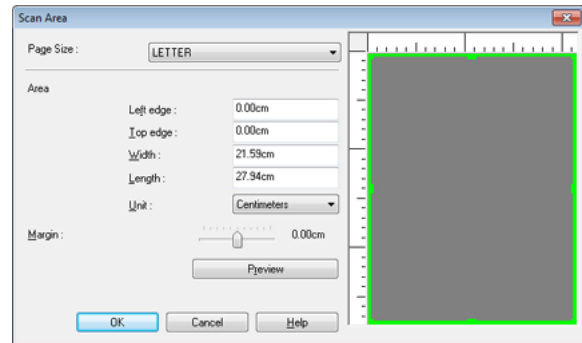 Scan Area
Page Size : LETTER
Area
Left edge : 0.00cm
Top edge : 0.00cm
Width : 21.59cm
Length : 27.94cm
Unit : Centimeters
Margin : 0.00cm
Preview
OK Cancel Help